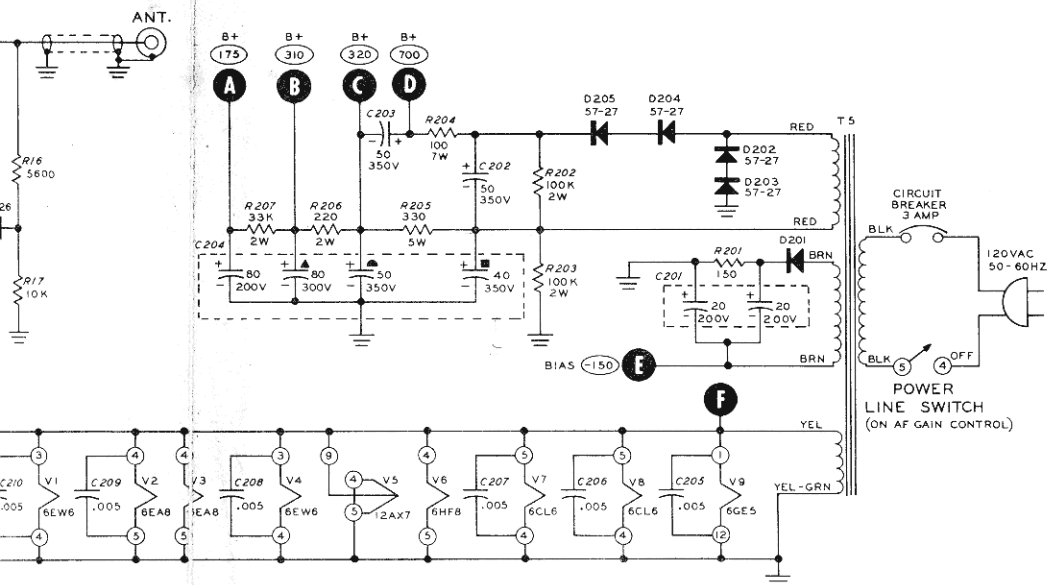 ANT.
B+ B+ B+ B+
175 310 320 700
A B C D
C203
50
350V
R204
100
7W
D205
57-27
D204
57-27
RED
T5
D202
57-27
D203
57-27
C202
50
350V
R202
100K
2W
R16
5600
26
R17
10K
R207
33K
2W
R206
220
2W
R205
330
5W
RED
C204
80
200V
80
300V
50
350V
40
350V
R203
100K
2W
R201
150
D201
BRN
C201
20
200V
20
200V
BIAS -150 E
BRN
CIRCUIT
BREAKER
3 AMP
BLK
120VAC
50-60HZ
BLK 5 4 OFF
POWER
LINE SWITCH
(ON AF GAIN CONTROL)
F
YEL
YEL-GRN
3 4 4 3 9 4 5 5 1
C210
.005
V1
6EW6
C209
.005
V2
6EA8
V3
6EA8
C208
.005
V4
6EW6
4 V5
5 12AX7
V6
6HF8
C207
.005
V7
6CL6
C206
.005
V8
6CL6
C205
.005
V9
6GE5
4 5 5 4 5 4 4 12